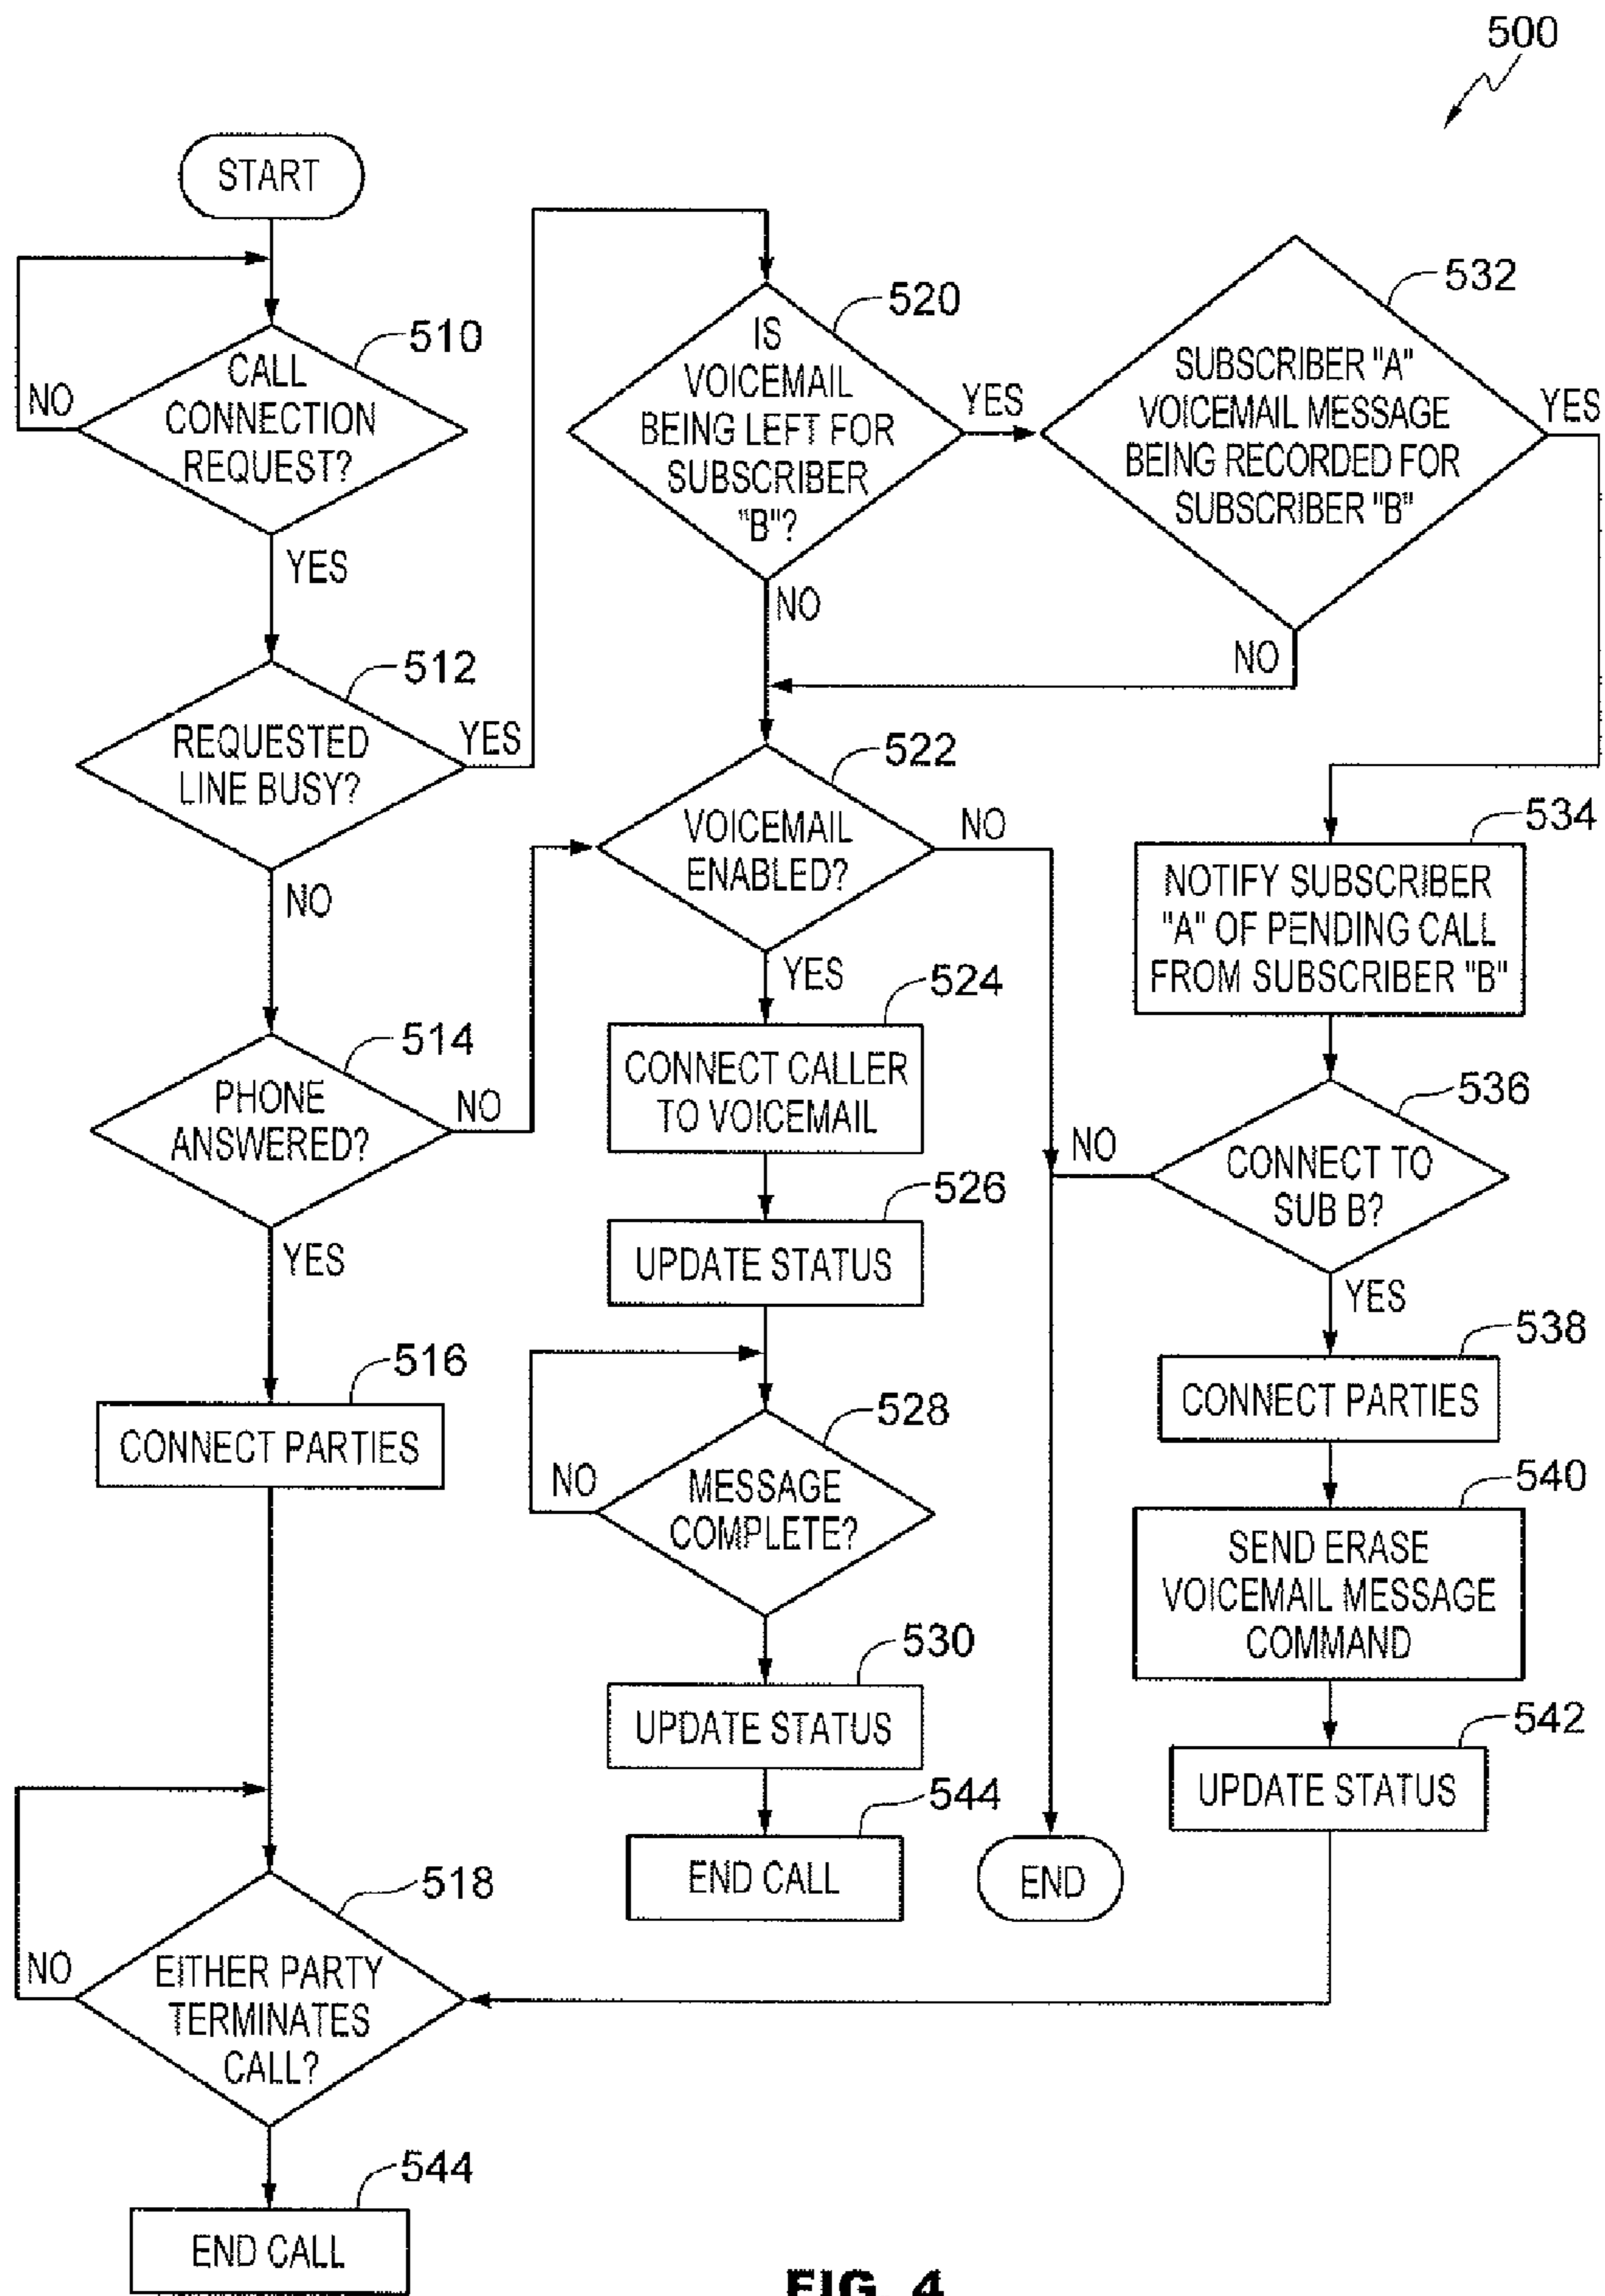 500
START
510
CALL
CONNECTION
REQUEST?
NO
YES
512
REQUESTED
LINE BUSY?
YES
NO
514
PHONE
ANSWERED?
NO
YES
516
CONNECT PARTIES
518
EITHER PARTY
TERMINATES
CALL?
NO
544
END CALL
520
IS
VOICEMAIL
BEING LEFT FOR
SUBSCRIBER
"B"?
YES
NO
522
VOICEMAIL
ENABLED?
NO
YES
524
CONNECT CALLER
TO VOICEMAIL
526
UPDATE STATUS
528
MESSAGE
COMPLETE?
NO
530
UPDATE STATUS
544
END CALL
END
532
SUBSCRIBER "A"
VOICEMAIL MESSAGE
BEING RECORDED FOR
SUBSCRIBER "B"
YES
NO
534
NOTIFY SUBSCRIBER
"A" OF PENDING CALL
FROM SUBSCRIBER "B"
536
CONNECT TO
SUB B?
NO
YES
538
CONNECT PARTIES
540
SEND ERASE
VOICEMAIL MESSAGE
COMMAND
542
UPDATE STATUS
FIG. 4